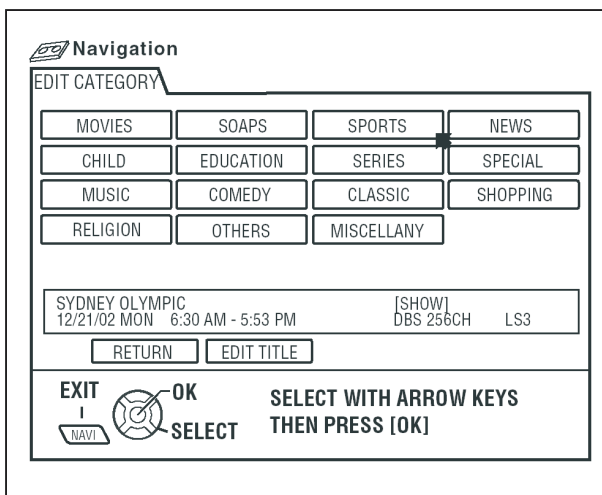 Navigation
EDIT CATEGORY
MOVIES SOAPS SPORTS NEWS
CHILD EDUCATION SERIES SPECIAL
MUSIC COMEDY CLASSIC SHOPPING
RELIGION OTHERS MISCELLANY
SYDNEY OLYMPIC [SHOW]
12/21/02 MON 6:30 AM - 5:53 PM DBS 256CH LS3
RETURN EDIT TITLE
EXIT OK SELECT WITH ARROW KEYS
NAVI SELECT THEN PRESS [OK]